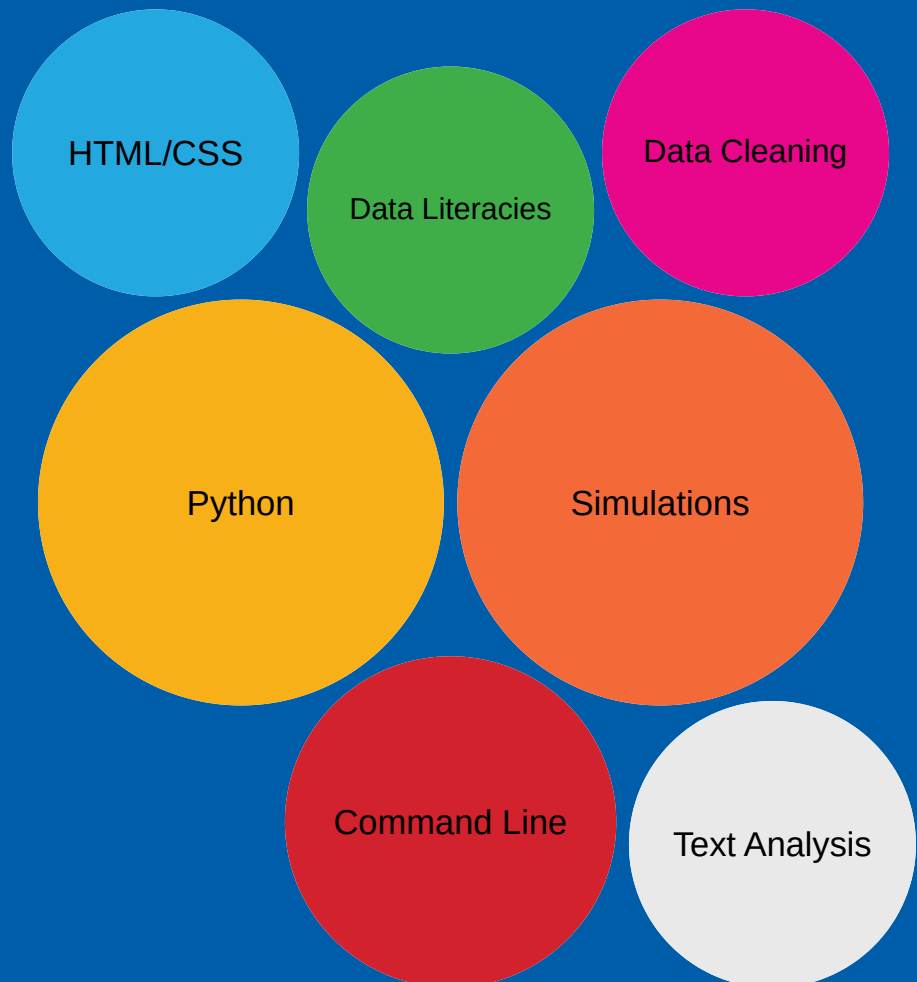 HTML/CSS
Data Literacies
Data Cleaning
Python
Simulations
Command Line
Text Analysis